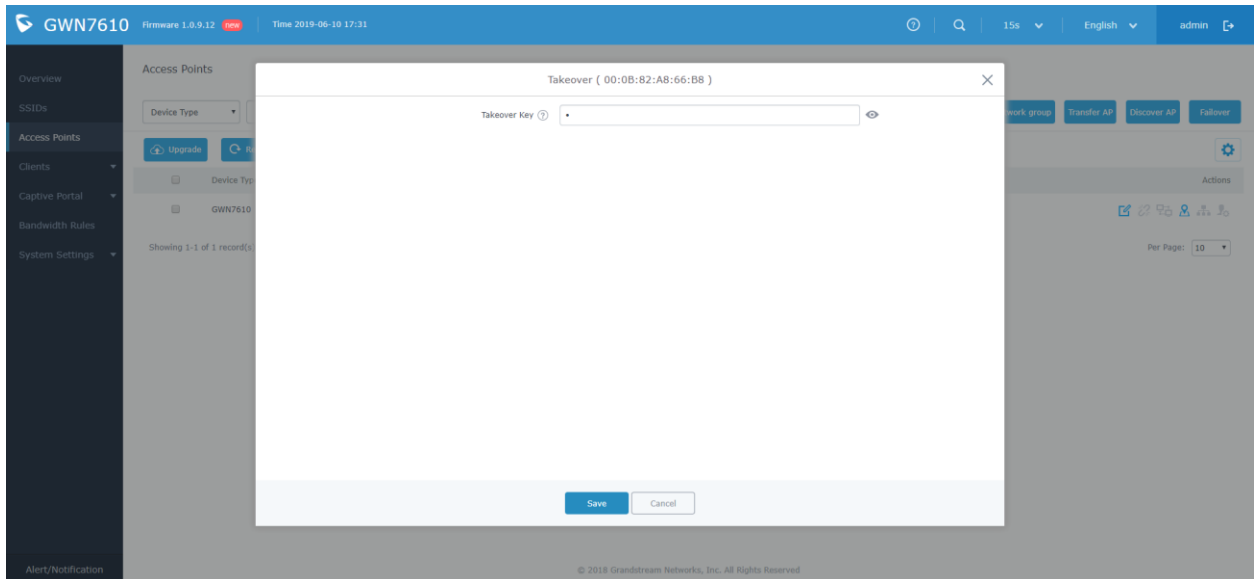 GWN7610 Firmware 1.0.9.12 new Time 2019-06-10 17:31 15s English admin
Overview
SSIDs
Access Points
Clients
Captive Portal
Bandwidth Rules
System Settings
Alert/Notification
Access Points
Device Type work group Transfer AP Discover AP Failover
Upgrade
Device Typ Actions
GWN7610
Showing 1-1 of 1 record(s Per Page: 10
Takeover ( 00:0B:82:A8:66:B8 )
Takeover Key •
Save Cancel
© 2018 Grandstream Networks, Inc. All Rights Reserved